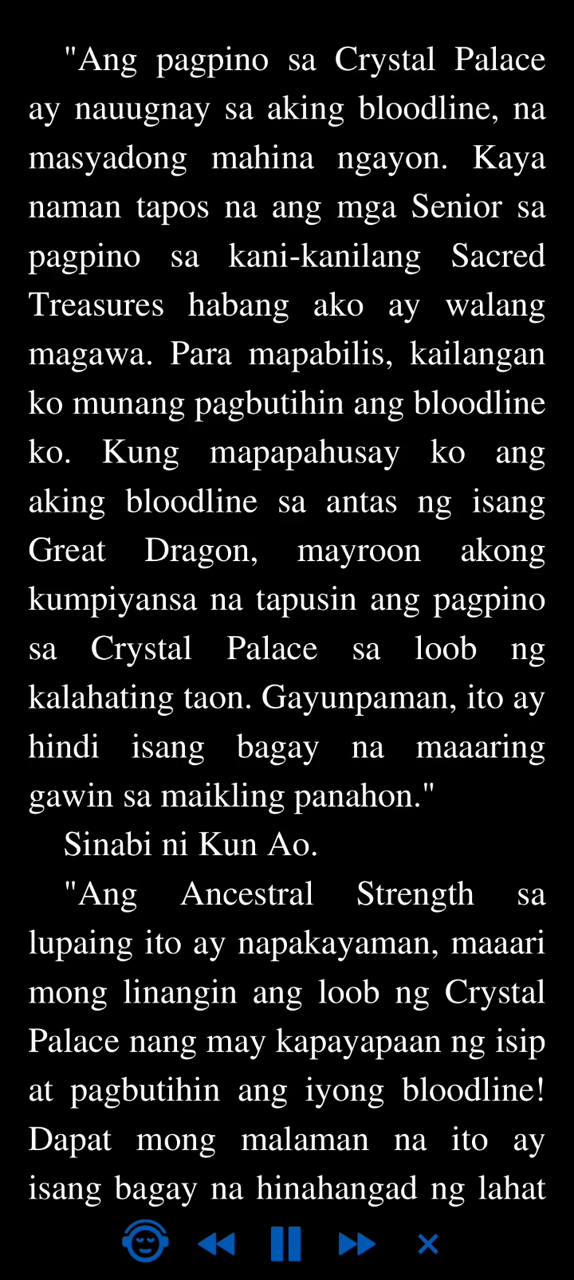 "Ang pagpino sa Crystal Palace
ay nauugnay sa aking bloodline, na
masyadong mahina ngayon. Kaya
naman tapos na ang mga Senior sa
pagpino sa kani-kanilang Sacred
Treasures habang ako ay walang
magawa. Para mapabilis, kailangan
ko munang pagbutihin ang bloodline
ko. Kung mapapahusay ko ang
aking bloodline sa antas ng isang
Great Dragon, mayroon akong
kumpiyansa na tapusin ang pagpino
sa Crystal Palace sa loob ng
kalahating taon. Gayunpaman, ito ay
hindi isang bagay na maaaring
gawin sa maikling panahon."
Sinabi ni Kun Ao.
"Ang Ancestral Strength sa
lupaing ito ay napakayaman, maaari
mong linangin ang loob ng Crystal
Palace nang may kapayapaan ng isip
at pagbutihin ang iyong bloodline!
Dapat mong malaman na ito ay
isang bagay na hinahangad ng lahat